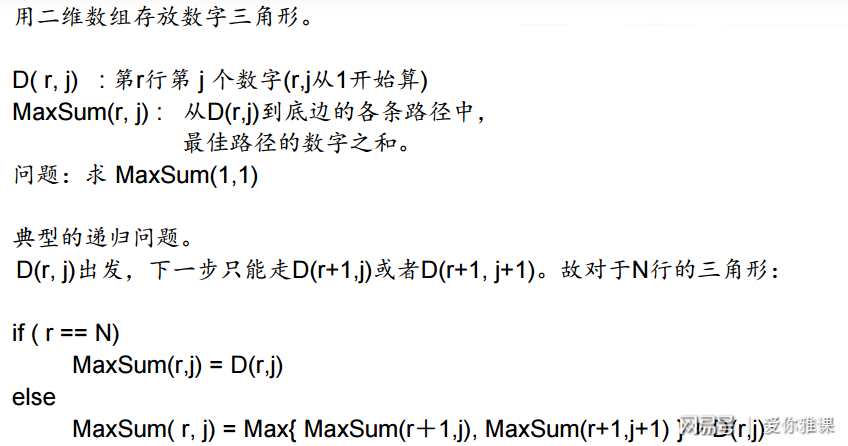 用二维数组存放数字三角形。
D( r, j)   : 第r行第 j 个数字(r,j从1开始算)
MaxSum(r, j) :   从D(r,j)到底边的各条路径中，
最佳路径的数字之和。
问题：求 MaxSum(1,1)
典型的递归问题。
D(r, j)出发，下一步只能走D(r+1,j)或者D(r+1, j+1)。故对于N行的三角形：
if ( r == N)
MaxSum(r,j) = D(r,j)
else
MaxSum( r, j) = Max{ MaxSum(r＋1,j), MaxSum(r+1,j+1) } + D(r,j)
网易号 | 爱你雅课